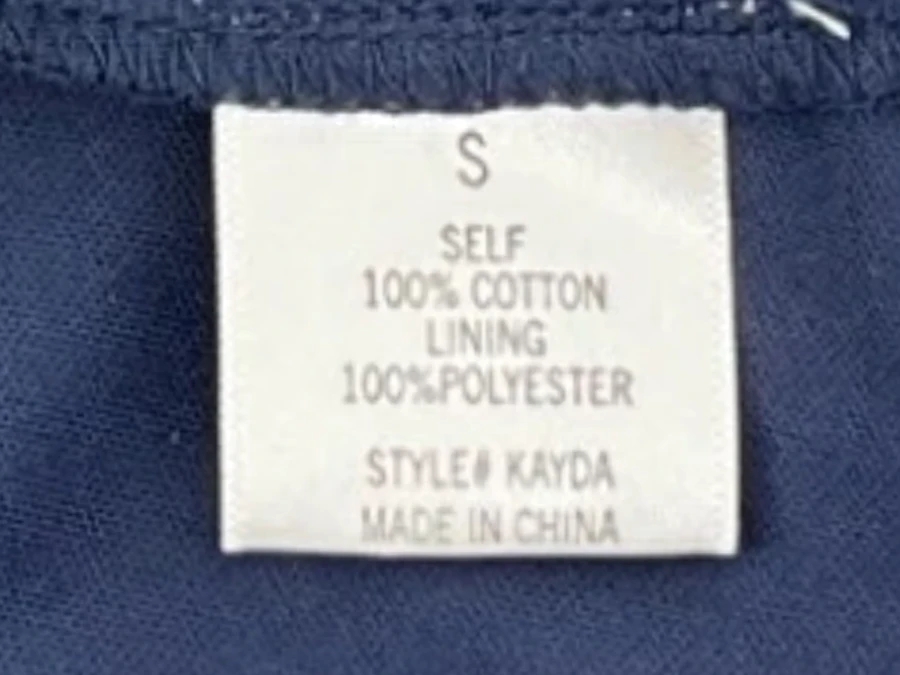 S
SELF
100% COTTON
LINING
100%POLYESTER
STYLE# KAYDA
MADE IN CHINA